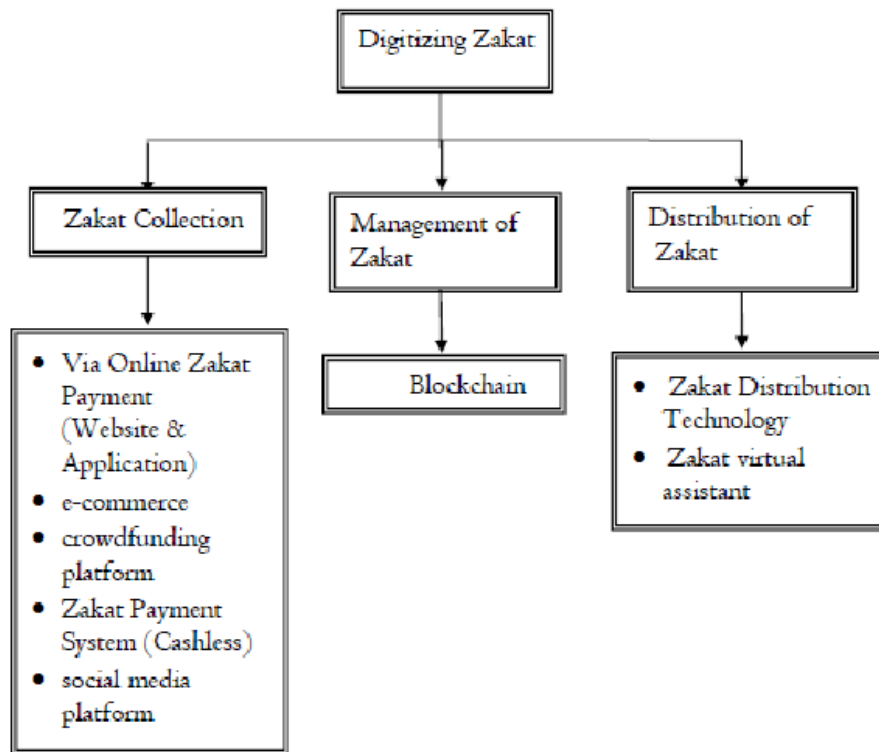 Digitizing Zakat
Zakat Collection
Management of
Zakat
Distribution of
Zakat
• Via Online Zakat
Payment
(Website &
Application)
• e-commerce
• crowdfunding
platform
• Zakat Payment
System (Cashless)
• social media
platform
Blockchain
• Zakat Distribution
Technology
• Zakat virtual
assistant